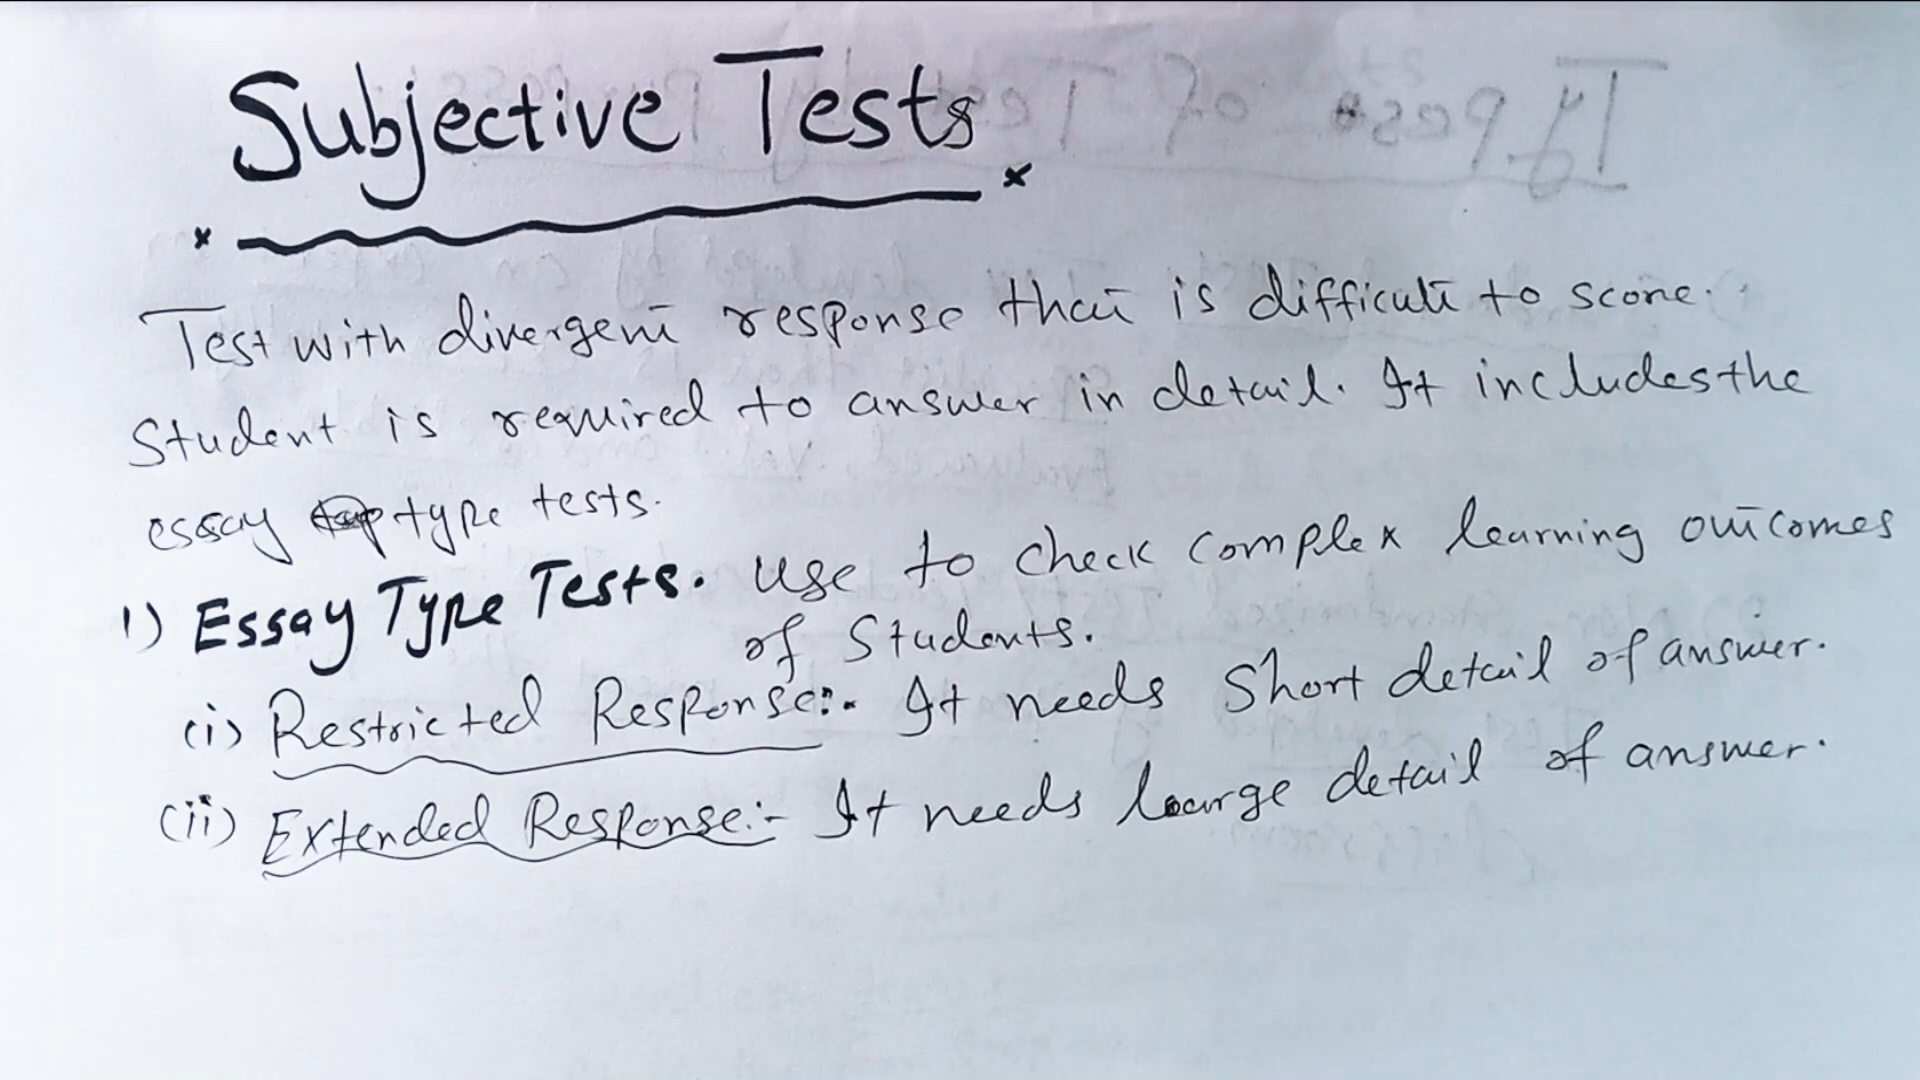 Subjective Tests
Test with divergent response that is difficult to score.
Student is required to answer in detail. It includes the
essay type tests.
1) Essay Type Tests. Use to check complex learning outcomes
of Students.
(i) Restricted Response:- It needs Short detail of answer.
(ii) Extended Response:- It needs large detail of answer.